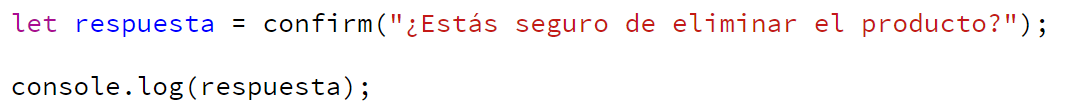 let respuesta = confirm("¿Estás seguro de eliminar el producto?");
console.log(respuesta);